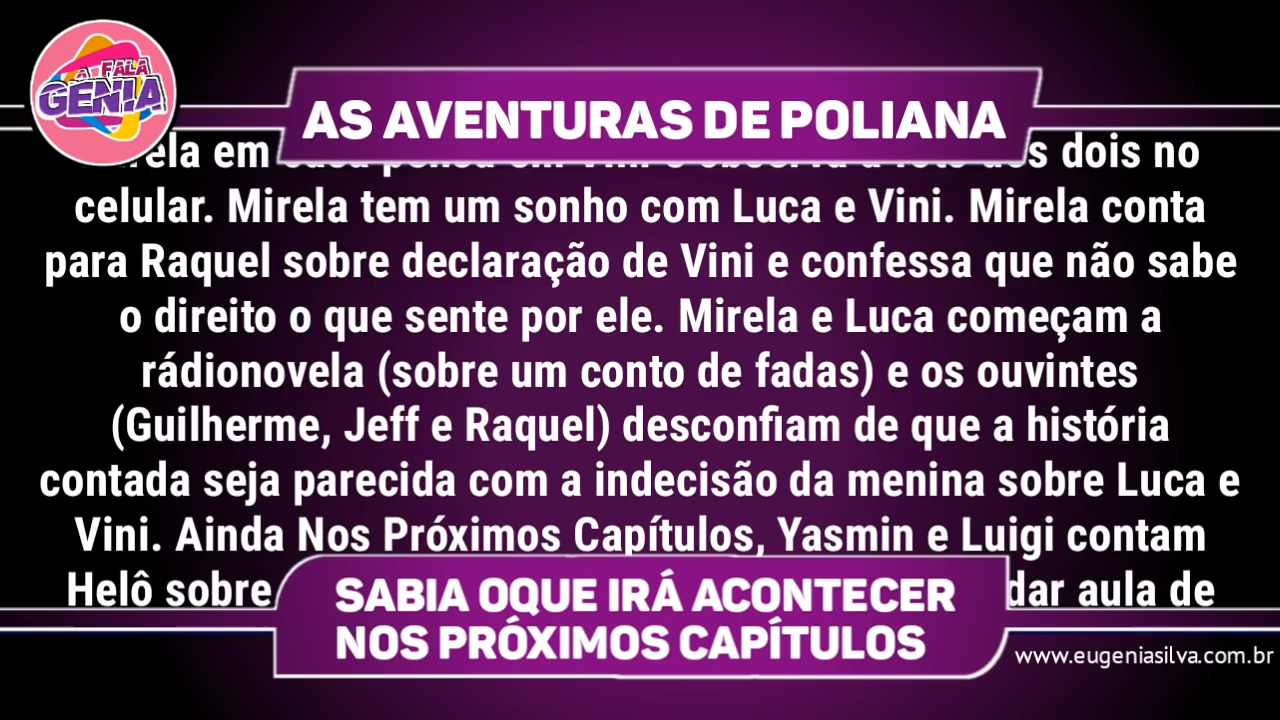 A FALA
GÊNIA
AS AVENTURAS DE POLIANA
em dois no
celular. Mirela tem um sonho com Luca e Vini. Mirela conta
para Raquel sobre declaração de Vini e confessa que não sabe
o direito o que sente por ele. Mirela e Luca começam a
rádionovela (sobre um conto de fadas) e os ouvintes
(Guilherme, Jeff e Raquel) desconfiam de que a história
contada seja parecida com a indecisão da menina sobre Luca e
Vini. Ainda Nos Próximos Capítulos, Yasmin e Luigi contam
Helô sobre dar aula de
SABIA OQUE IRÁ ACONTECER
NOS PRÓXIMOS CAPÍTULOS
www.eugeniasilva.com.br